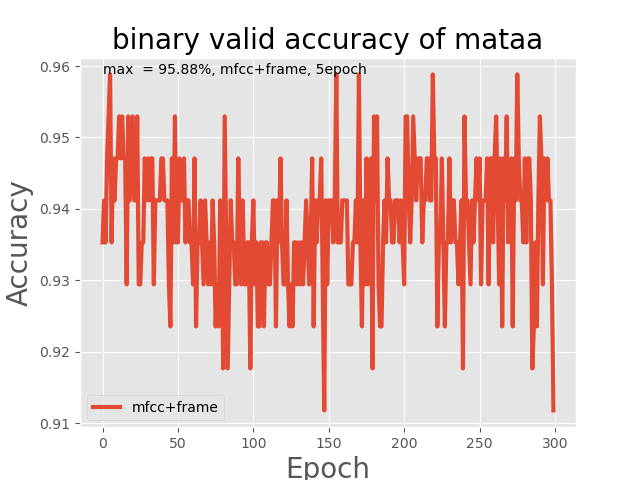 binary valid accuracy of mataa
max  = 95.88%, mfcc+frame, 5epoch
0.96
0.95
0.94
0.93
0.92
0.91
Accuracy
mfcc+frame
0 50 100 150 200 250 300
Epoch